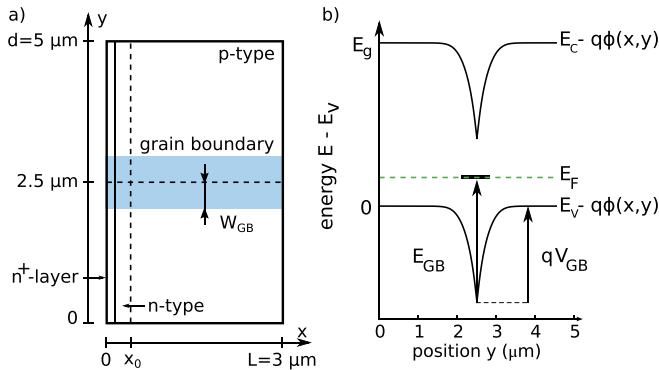 a)
y
d=5 μm
p-type
grain boundary
2.5 μm
W_GB
n⁺-layer
n-type
0
x
0
x₀
L=3 μm
b)
energy E - E_V
E_g
E_C - qϕ(x,y)
E_F
0
E_V - qϕ(x,y)
E_GB
qV_GB
0 1 2 3 4 5
position y (μm)